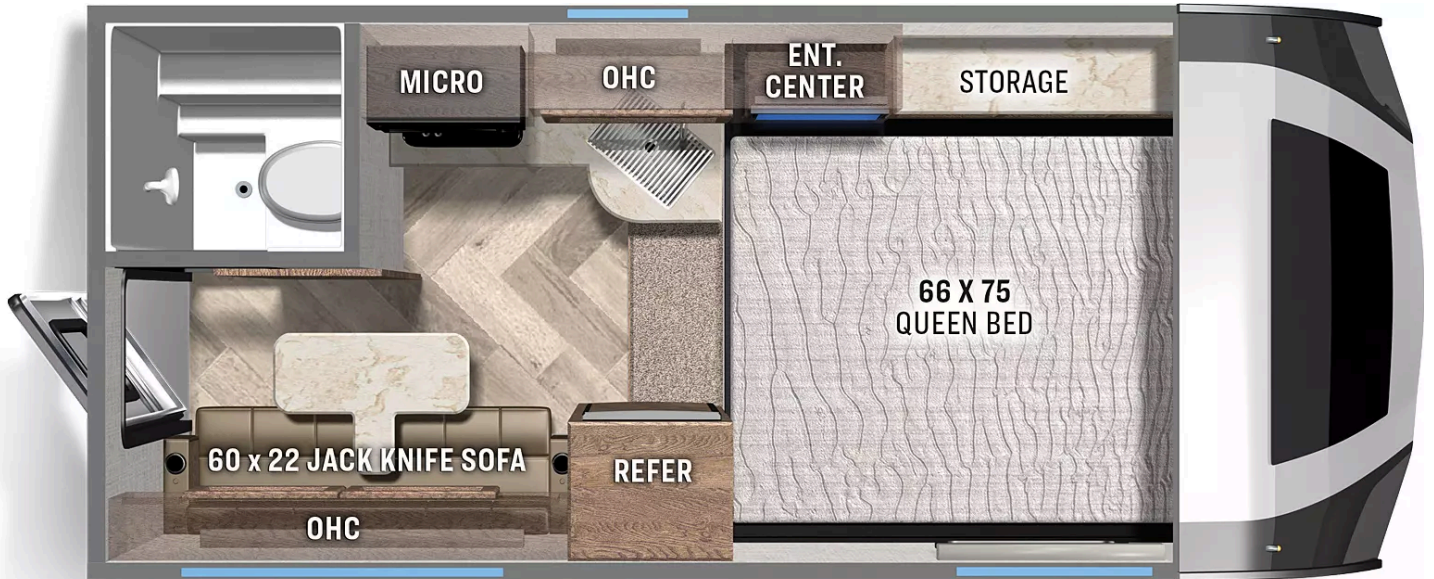 MICRO
OHC
ENT.
CENTER
STORAGE
66 X 75
QUEEN BED
60 x 22 JACK KNIFE SOFA
REFER
OHC